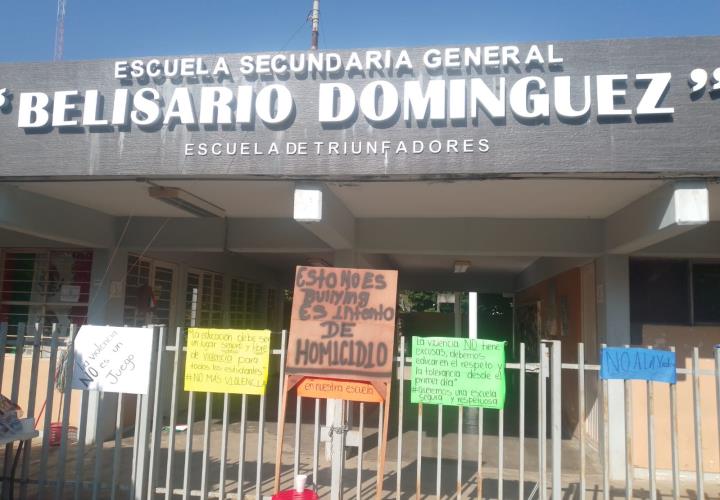 ESCUELA SECUNDARIA GENERAL
"BELISARIO DOMINGUEZ"
ESCUELA DE TRIUNFADORES
La violencia
NO es un
Juego
La educación debe ser
un lugar seguro y libre
de violencia para
todos los estudiantes
#NO MAS VIOLENCIA
ESTO NO ES
Bullying
ES INTENTO
DE
HOMICIDIO
en nuestra escuela
La violencia NO tiene
excusas, debemos
educar en el respeto y
la tolerancia desde el
primer día"
#queremos una escuela
segura y respetuosa
NO A LA